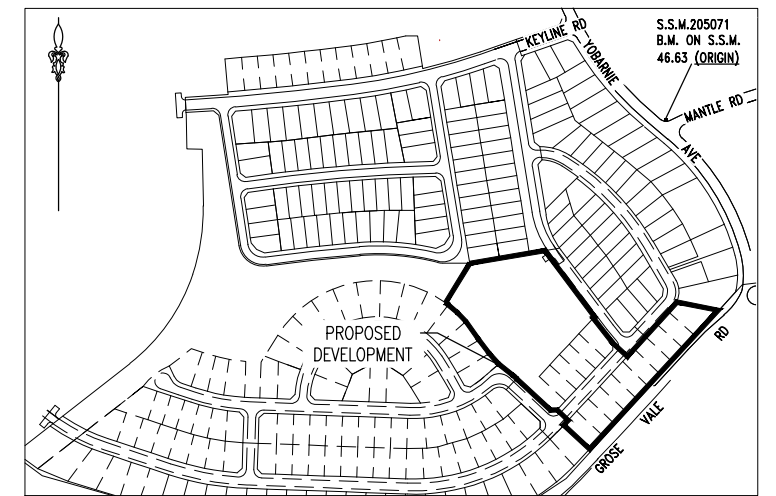 S.S.M.205071
B.M. ON S.S.M.
46.63 (ORIGIN)
KEYLINE RD
YOBARNIE AVE
MANTLE RD
PROPOSED
DEVELOPMENT
GROSE VALE RD